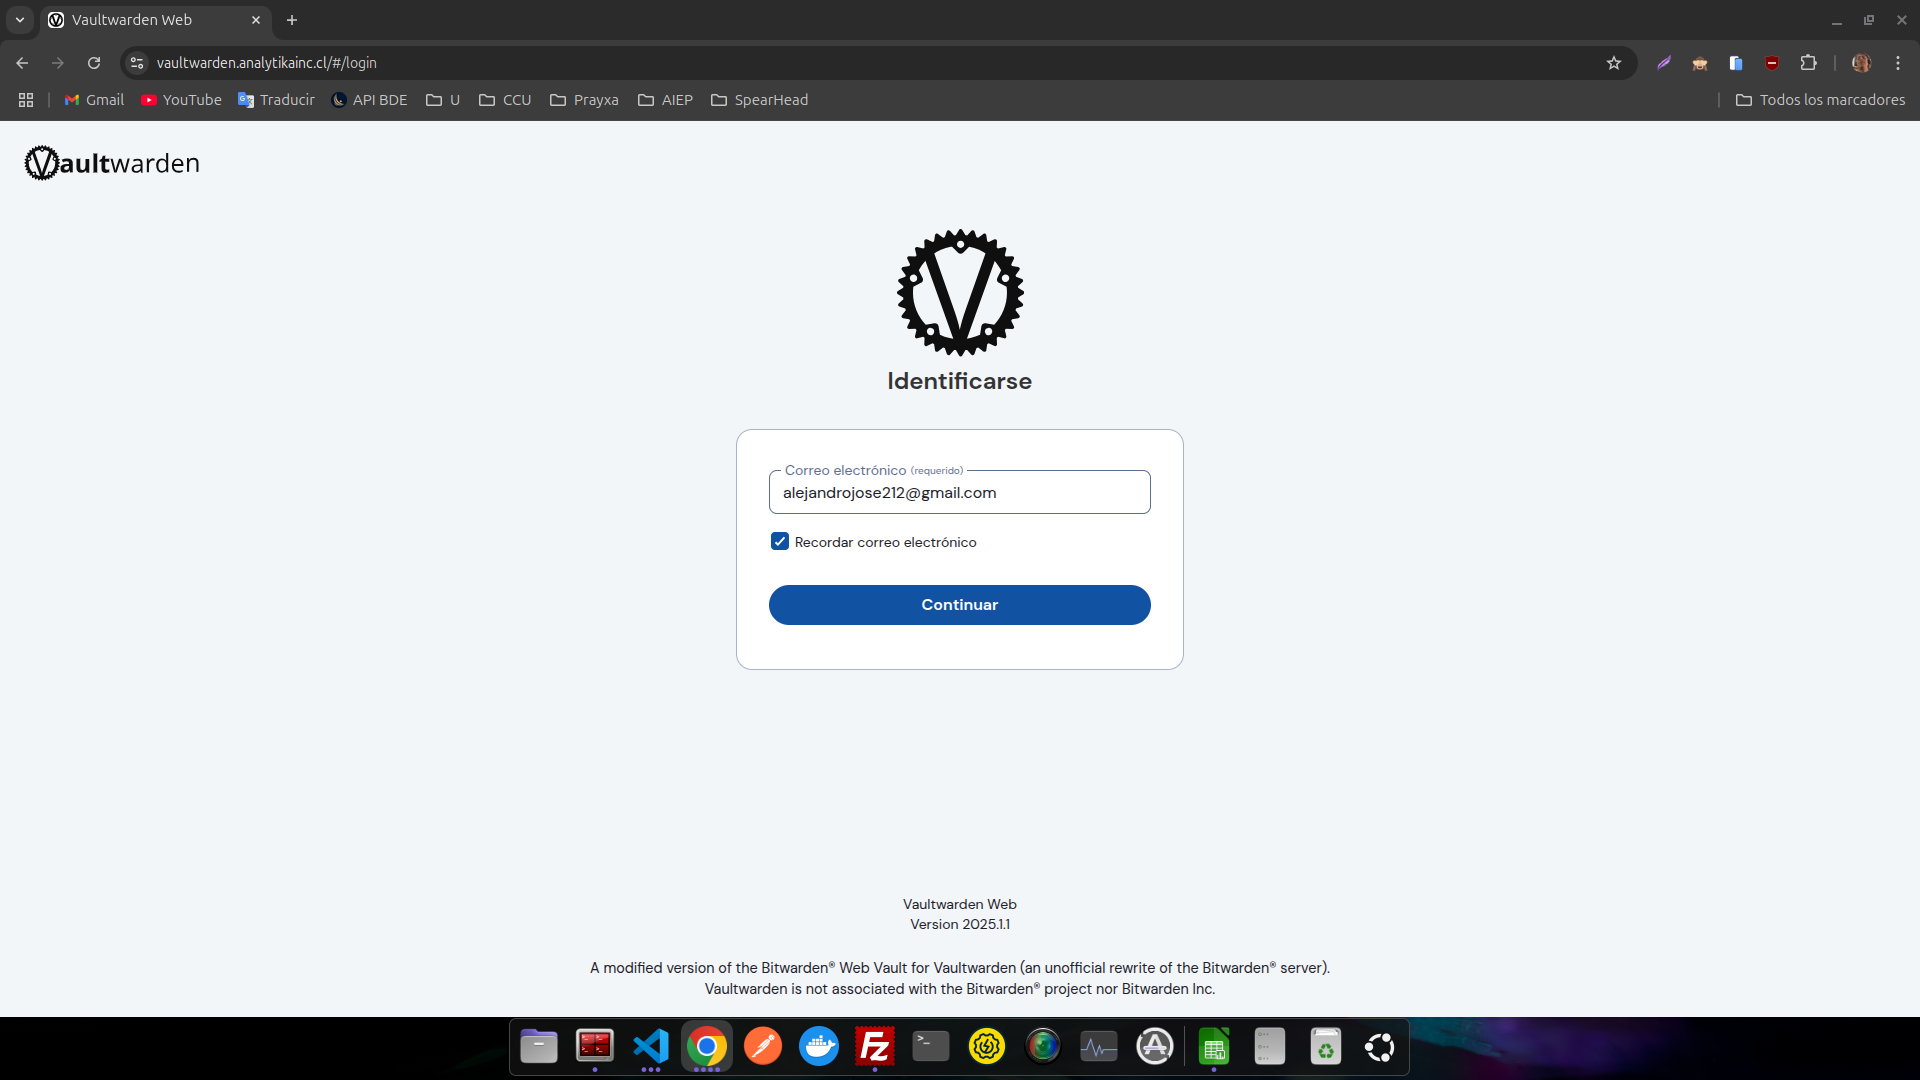 Vaultwarden Web
vaultwarden.analytikainc.cl/#/login
Gmail
YouTube
Traducir
API BDE
U
CCU
Prayxa
AIEP
SpearHead
Todos los marcadores
Vaultwarden
Identificarse
Correo electrónico (requerido)
alejandrojose212@gmail.com
Recordar correo electrónico
Continuar
Vaultwarden Web
Version 2025.1.1
A modified version of the Bitwarden® Web Vault for Vaultwarden (an unofficial rewrite of the Bitwarden® server).
Vaultwarden is not associated with the Bitwarden® project nor Bitwarden Inc.